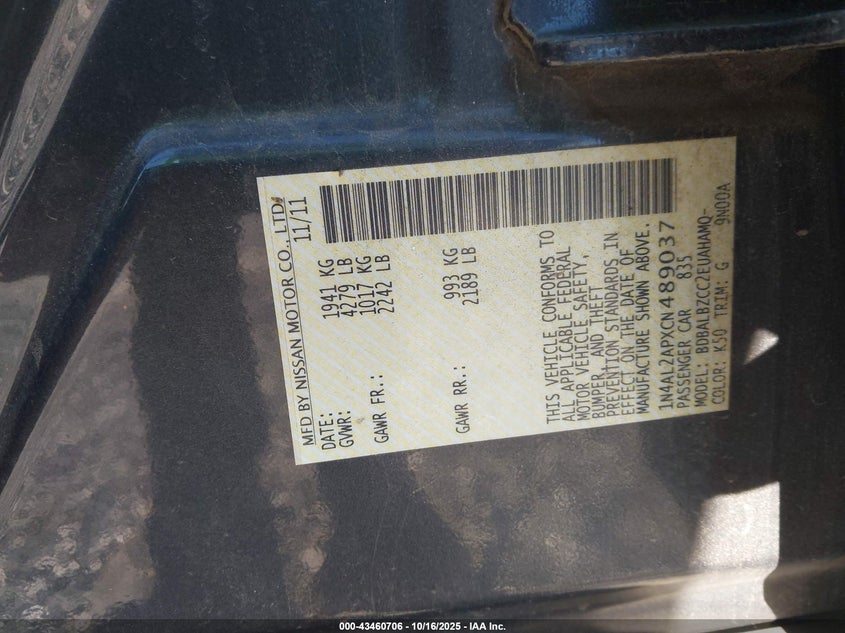 MFD BY NISSAN MOTOR CO., LTD.
DATE: 11/11
GVWR: 1941 KG
4279 LB
GAWR FR.: 1017 KG
2242 LB
GAWR RR.: 993 KG
2189 LB
THIS VEHICLE CONFORMS TO
ALL APPLICABLE FEDERAL
MOTOR VEHICLE SAFETY,
BUMPER, AND THEFT
PREVENTION STANDARDS IN
EFFECT ON THE DATE OF
MANUFACTURE SHOWN ABOVE.
1N4AL2APXCN489037
PASSENGER CAR 835
MODEL: BDBALBZCC2EUAHAMQ-
COLOR: K50 TRIM: G 9N00A
000-43460706 - 10/16/2025 - IAA Inc.